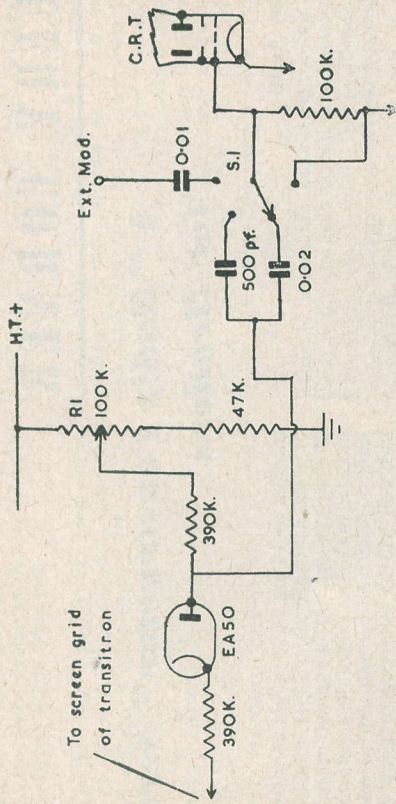 To screen grid
of transitron
390K.
EA50
390K.
H.T.+
R1
100K.
47K.
Ext. Mod.
0·01
S.1
500 pf.
0·02
C.R.T
100K.